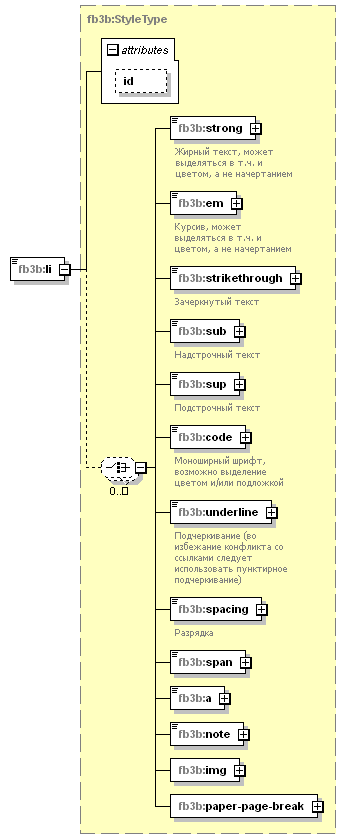 fb3b:StyleType
attributes
id
fb3b:strong
Жирный текст, может
выделяться в т.ч. и
цветом, а не начертанием
fb3b:em
Курсив, может
выделяться в т.ч. и
цветом, а не начертанием
fb3b:li
fb3b:strikethrough
Зачеркнутый текст
fb3b:sub
Надстрочный текст
fb3b:sup
Подстрочный текст
fb3b:code
Моноширный шрифт,
возможно выделение
цветом и/или подложкой
0..
fb3b:underline
Подчеркивание (во
избежание конфликта со
ссылками следует
использовать пунктирное
подчеркивание)
fb3b:spacing
Разрядка
fb3b:span
fb3b:a
fb3b:note
fb3b:img
fb3b:paper-page-break